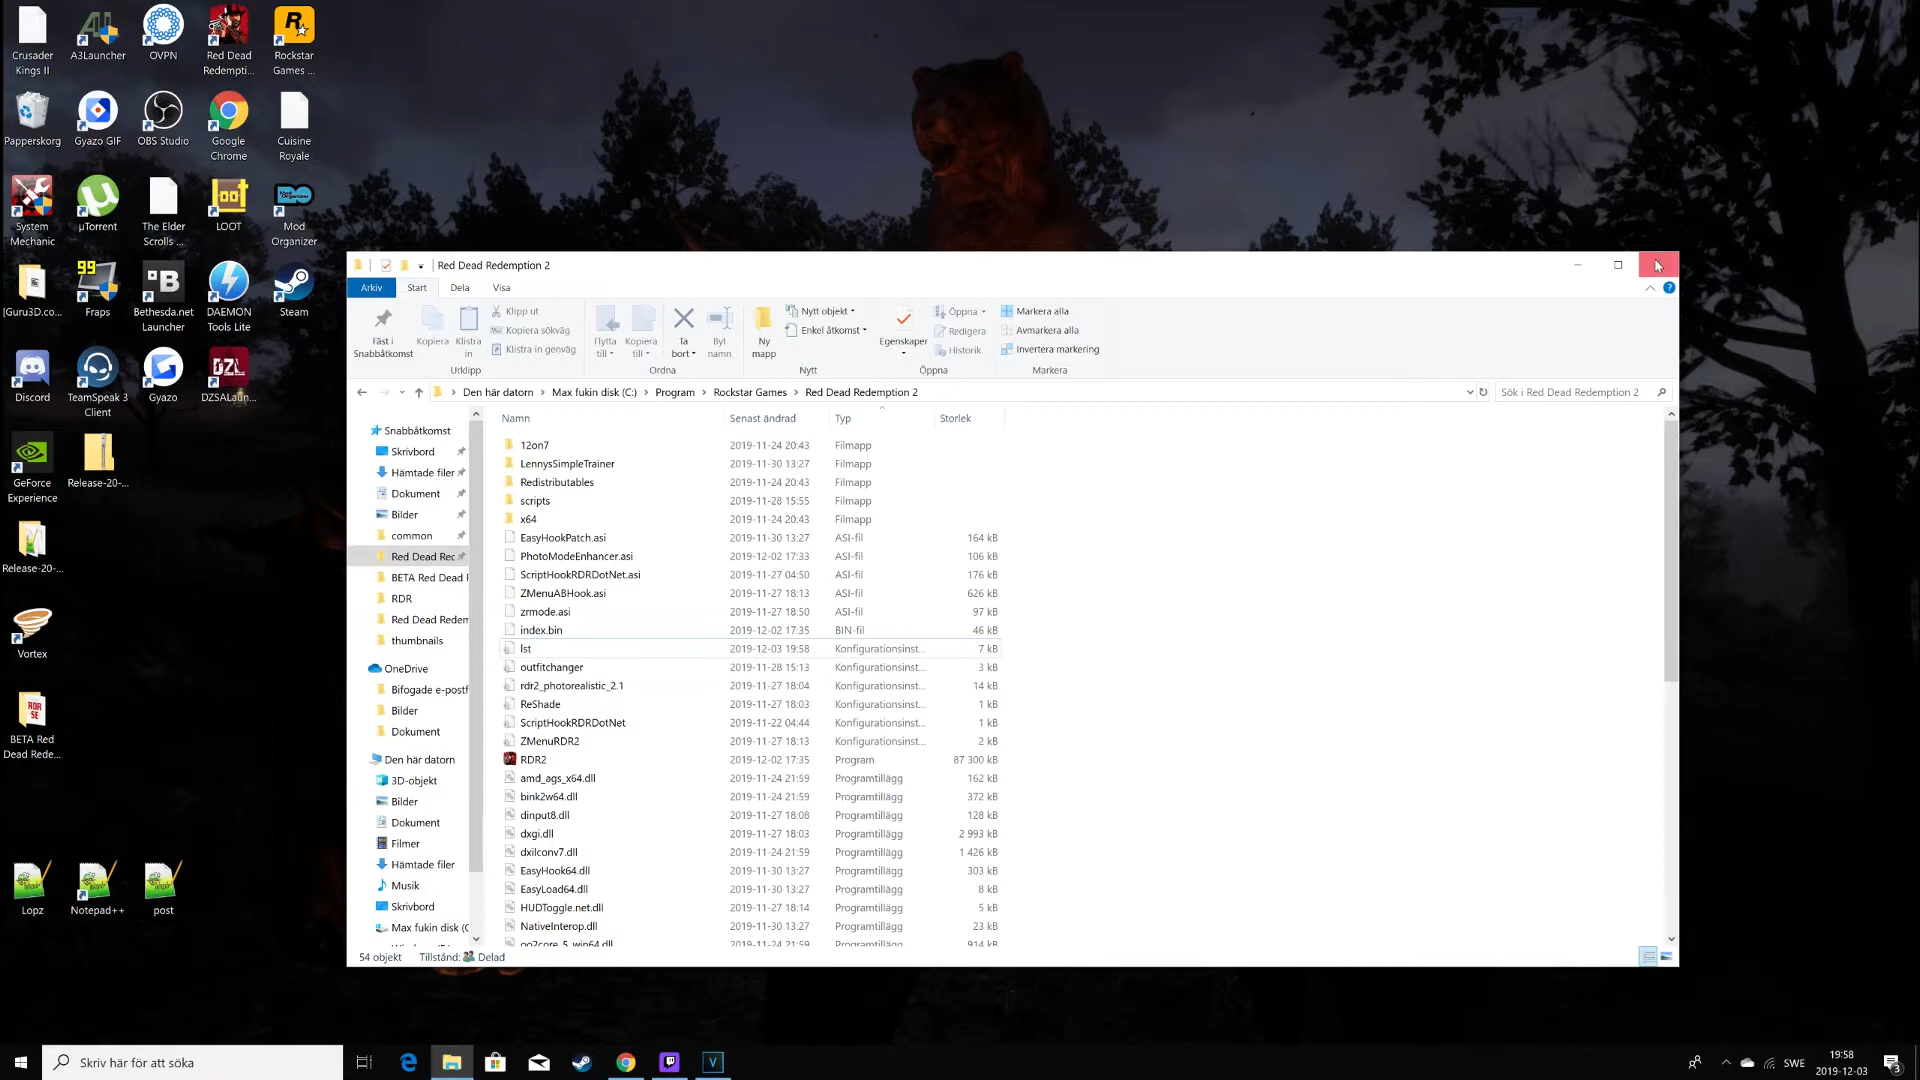 Crusader Kings II
A3Launcher
OVPN
Red Dead Redempti...
Rockstar Games ...
Papperskorg
Gyazo GIF
OBS Studio
Google Chrome
Cuisine Royale
System Mechanic
µTorrent
The Elder Scrolls ...
LOOT
Mod Organizer
[Guru3D.co...
Fraps
Bethesda.net Launcher
DAEMON Tools Lite
Steam
Discord
TeamSpeak 3 Client
Gyazo
DZSALaun...
GeForce Experience
Release-20-...
Release-20-...
Vortex
BETA Red Dead Rede...
Lopz
Notepad++
post
Red Dead Redemption 2
Arkiv Start Dela Visa
Fäst i Snabbåtkomst
Kopiera
Klistra in
Klipp ut
Kopiera sökväg
Klistra in genväg
Urklipp
Flytta till
Kopiera till
Ta bort
Byt namn
Ordna
Ny mapp
Nytt objekt
Enkel åtkomst
Nytt
Egenskaper
Öppna
Redigera
Historik
Öppna
Markera alla
Avmarkera alla
Invertera markering
Markera
Den här datorn > Max fukin disk (C:) > Program > Rockstar Games > Red Dead Redemption 2
Sök i Red Dead Redemption 2
Snabbåtkomst
Skrivbord
Hämtade filer
Dokument
Bilder
common
Red Dead Rec
BETA Red Dead F
RDR
Red Dead Redem
thumbnails
OneDrive
Bifogade e-postf
Bilder
Dokument
Den här datorn
3D-objekt
Bilder
Dokument
Filmer
Hämtade filer
Musik
Skrivbord
Max fukin disk (C
Namn Senast ändrad Typ Storlek
12on7 2019-11-24 20:43 Filmapp
LennysSimpleTrainer 2019-11-30 13:27 Filmapp
Redistributables 2019-11-24 20:43 Filmapp
scripts 2019-11-28 15:55 Filmapp
x64 2019-11-24 20:43 Filmapp
EasyHookPatch.asi 2019-11-30 13:27 ASI-fil 164 kB
PhotoModeEnhancer.asi 2019-12-02 17:33 ASI-fil 106 kB
ScriptHookRDRDotNet.asi 2019-11-27 04:50 ASI-fil 176 kB
ZMenuABHook.asi 2019-11-27 18:13 ASI-fil 626 kB
zrmode.asi 2019-11-27 18:50 ASI-fil 97 kB
index.bin 2019-12-02 17:35 BIN-fil 46 kB
lst 2019-12-03 19:58 Konfigurationsinst... 7 kB
outfitchanger 2019-11-28 15:13 Konfigurationsinst... 3 kB
rdr2_photorealistic_2.1 2019-11-27 18:04 Konfigurationsinst... 14 kB
ReShade 2019-11-27 18:03 Konfigurationsinst... 1 kB
ScriptHookRDRDotNet 2019-11-22 04:44 Konfigurationsinst... 1 kB
ZMenuRDR2 2019-11-27 18:13 Konfigurationsinst... 2 kB
RDR2 2019-12-02 17:35 Program 87 300 kB
amd_ags_x64.dll 2019-11-24 21:59 Programtillägg 162 kB
bink2w64.dll 2019-11-24 21:59 Programtillägg 372 kB
dinput8.dll 2019-11-27 18:08 Programtillägg 128 kB
dxgi.dll 2019-11-27 18:03 Programtillägg 2 993 kB
dxilconv7.dll 2019-11-24 21:59 Programtillägg 1 426 kB
EasyHook64.dll 2019-11-30 13:27 Programtillägg 303 kB
EasyLoad64.dll 2019-11-30 13:27 Programtillägg 8 kB
HUDToggle.net.dll 2019-11-27 18:14 Programtillägg 5 kB
NativeInterop.dll 2019-11-30 13:27 Programtillägg 23 kB
oo2core_5_win64.dll 2019-11-24 21:59 Programtillägg 914 kB
54 objekt Tillstånd: Delad
Skriv här för att söka
SWE
19:58
2019-12-03
3